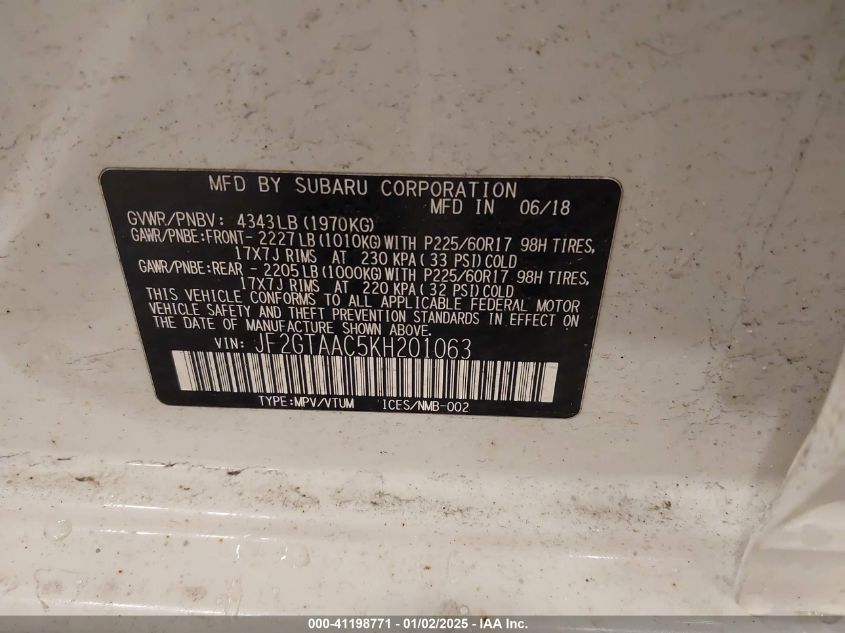 MFD BY SUBARU CORPORATION
MFD IN 06/18
GVWR/PNBV: 4343LB (1970KG)
GAWR/PNBE:FRONT- 2227LB (1010KG) WITH P225/60R17 98H TIRES,
17X7J RIMS AT 230 KPA (33 PSI) COLD
GAWR/PNBE:REAR - 2205LB (1000KG) WITH P225/60R17 98H TIRES,
17X7J RIMS AT 220 KPA (32 PSI) COLD
THIS VEHICLE CONFORMS TO ALL APPLICABLE FEDERAL MOTOR
VEHICLE SAFETY AND THEFT PREVENTION STANDARDS IN EFFECT ON
THE DATE OF MANUFACTURE SHOWN ABOVE.
VIN: JF2GTAAC5KH201063
TYPE:MPV/VTUM ICES/NMB-002
000-41198771 — 01/02/2025 — IAA Inc.